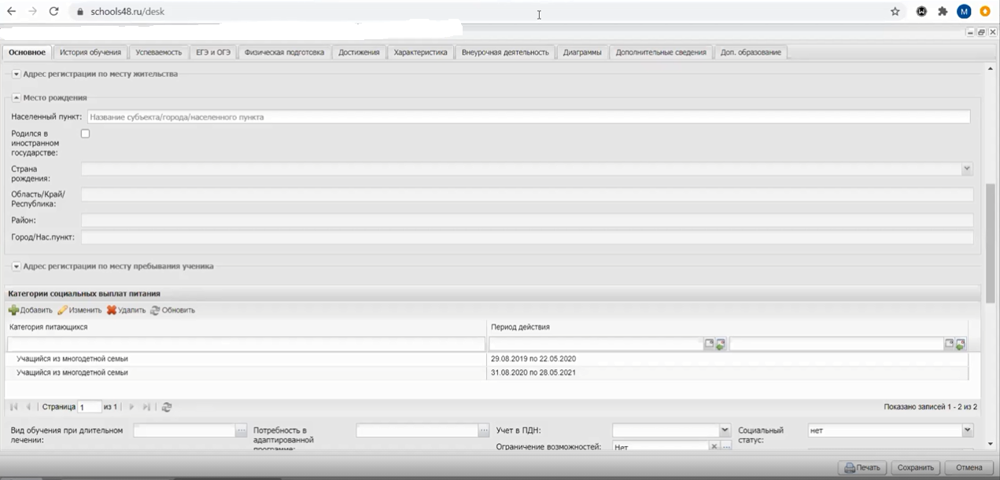 schools48.ru/desk
M
Основное История обучения Успеваемость ЕГЭ и ОГЭ Физическая подготовка Достижения Характеристика Внеурочная деятельность Диаграммы Дополнительные сведения Доп. образование
Адрес регистрации по месту жительства
Место рождения
Населенный пункт: Название субъекта/города/населенного пункта
Родился в
иностранном
государстве:
Страна
рождения:
Область/Край/
Республика:
Район:
Город/Нас.пункт:
Адрес регистрации по месту пребывания ученика
Категории социальных выплат питания
Добавить Изменить Удалить Обновить
Категория питающихся Период действия
Учащийся из многодетной семьи 29.08.2019 по 22.05.2020
Учащийся из многодетной семьи 31.08.2020 по 28.05.2021
Страница 1 из 1 Показано записей 1 - 2 из 2
Вид обучения при длительном
лечении:
Потребность в
адаптированной
программе:
Учет в ПДН:
Ограничение возможностей: Нет
Социальный
статус:
нет
Печать Сохранить Отмена